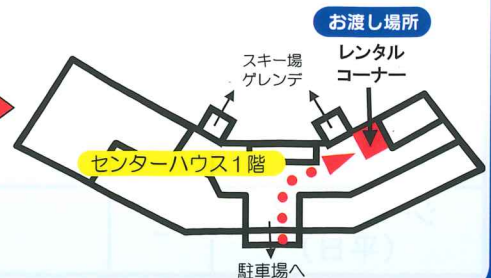 お渡し場所
レンタル
コーナー
スキー場
ゲレンデ
センターハウス1階
駐車場へ